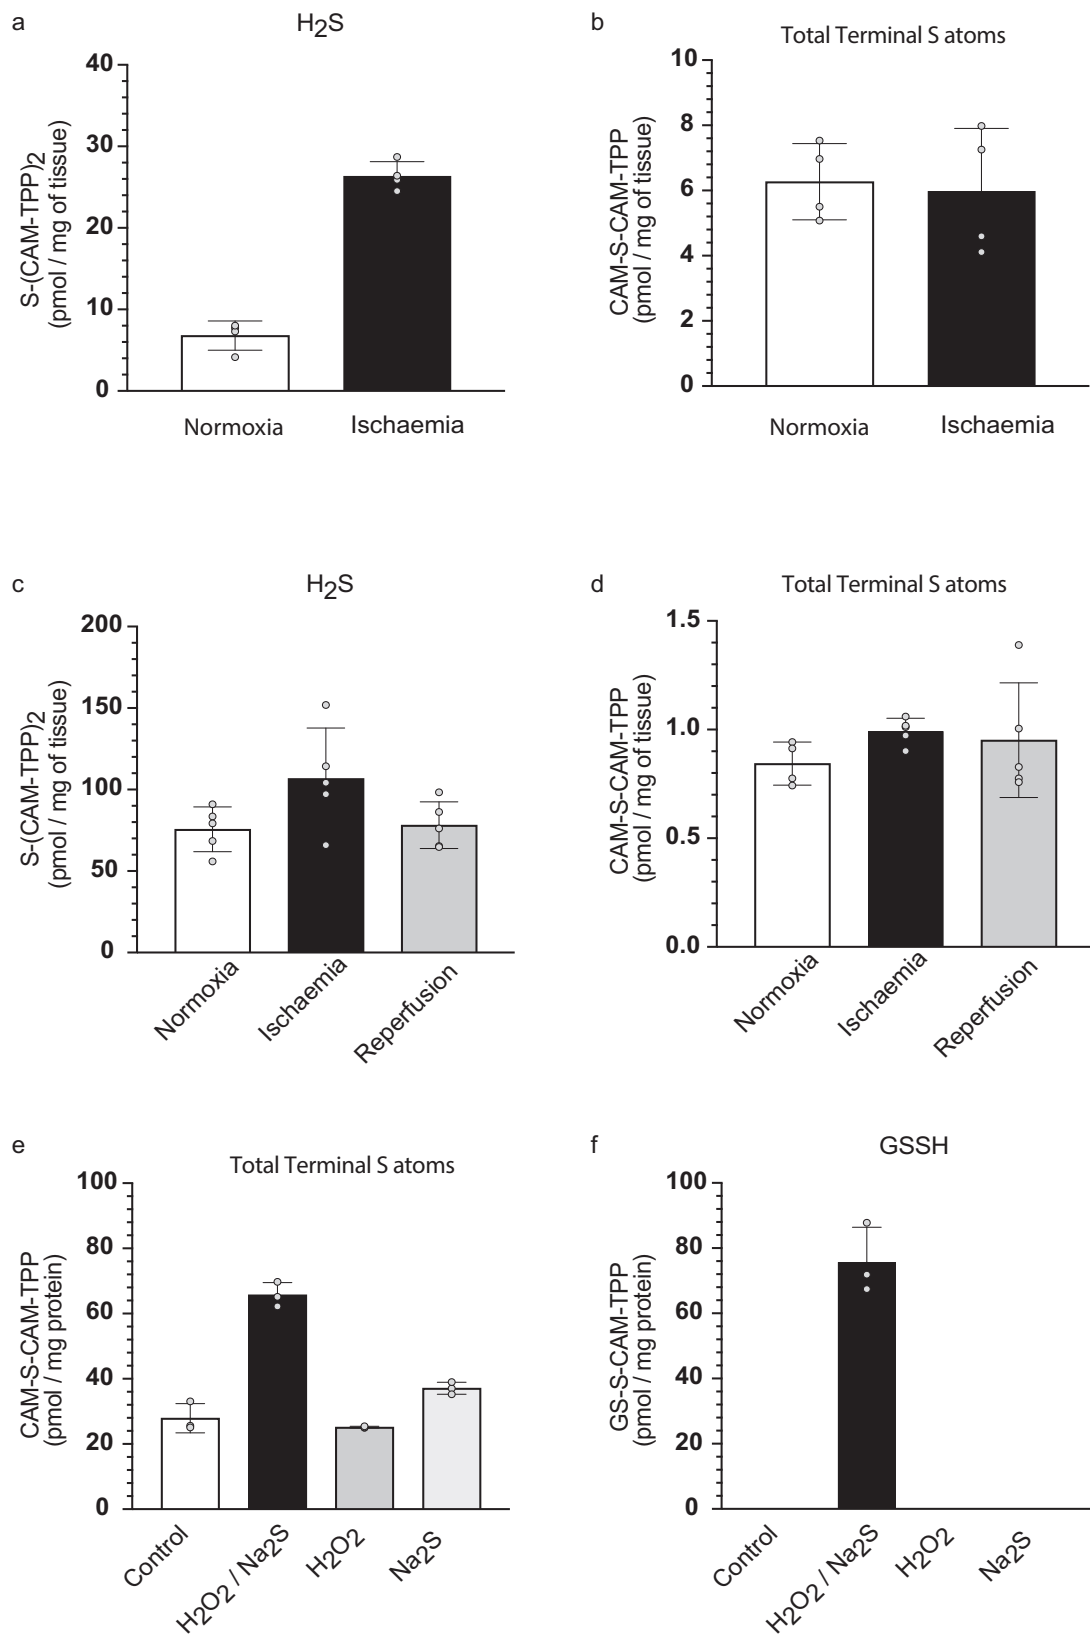 a
H2S
S-(CAM-TPP)2
(pmol / mg of tissue)
40
30
20
10
0
Normoxia
Ischaemia
b
Total Terminal S atoms
CAM-S-CAM-TPP
(pmol / mg of tissue)
10
8
6
4
2
0
Normoxia
Ischaemia
c
H2S
S-(CAM-TPP)2
(pmol / mg of tissue)
200
150
100
50
0
Normoxia
Ischaemia
Reperfusion
d
Total Terminal S atoms
CAM-S-CAM-TPP
(pmol / mg of tissue)
1.5
1.0
0.5
0.0
Normoxia
Ischaemia
Reperfusion
e
Total Terminal S atoms
CAM-S-CAM-TPP
(pmol / mg protein)
100
80
60
40
20
0
Control
H2O2 / Na2S
H2O2
Na2S
f
GSSH
GS-S-CAM-TPP
(pmol / mg protein)
100
80
60
40
20
0
Control
H2O2 / Na2S
H2O2
Na2S